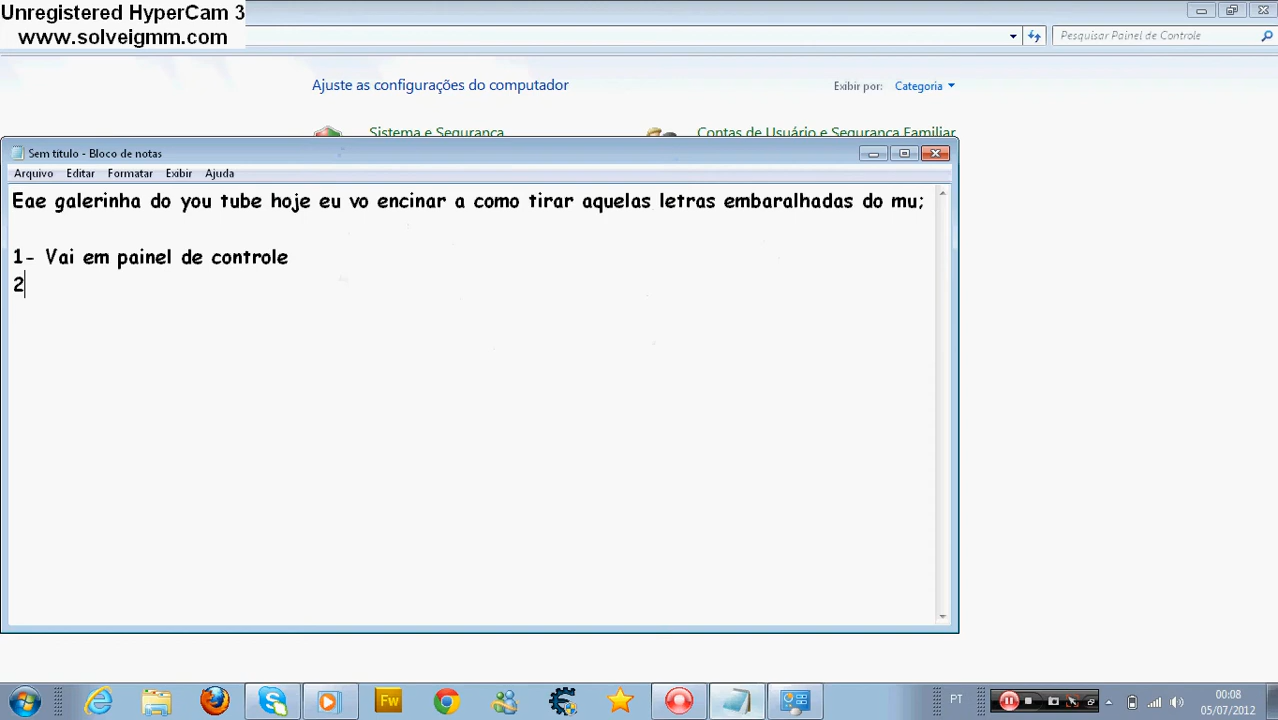 Unregistered HyperCam 3
www.solveigmm.com
Pesquisar Painel de Controle
Ajuste as configurações do computador
Exibir por: Categoria
Sistema e Segurança
Contas de Usuário e Segurança Familiar
Sem título - Bloco de notas
Arquivo Editar Formatar Exibir Ajuda
Eae galerinha do you tube hoje eu vo encinar a como tirar aquelas letras embaralhadas do mu;
1- Vai em painel de controle
2
Fw
PT
00:08
05/07/2012